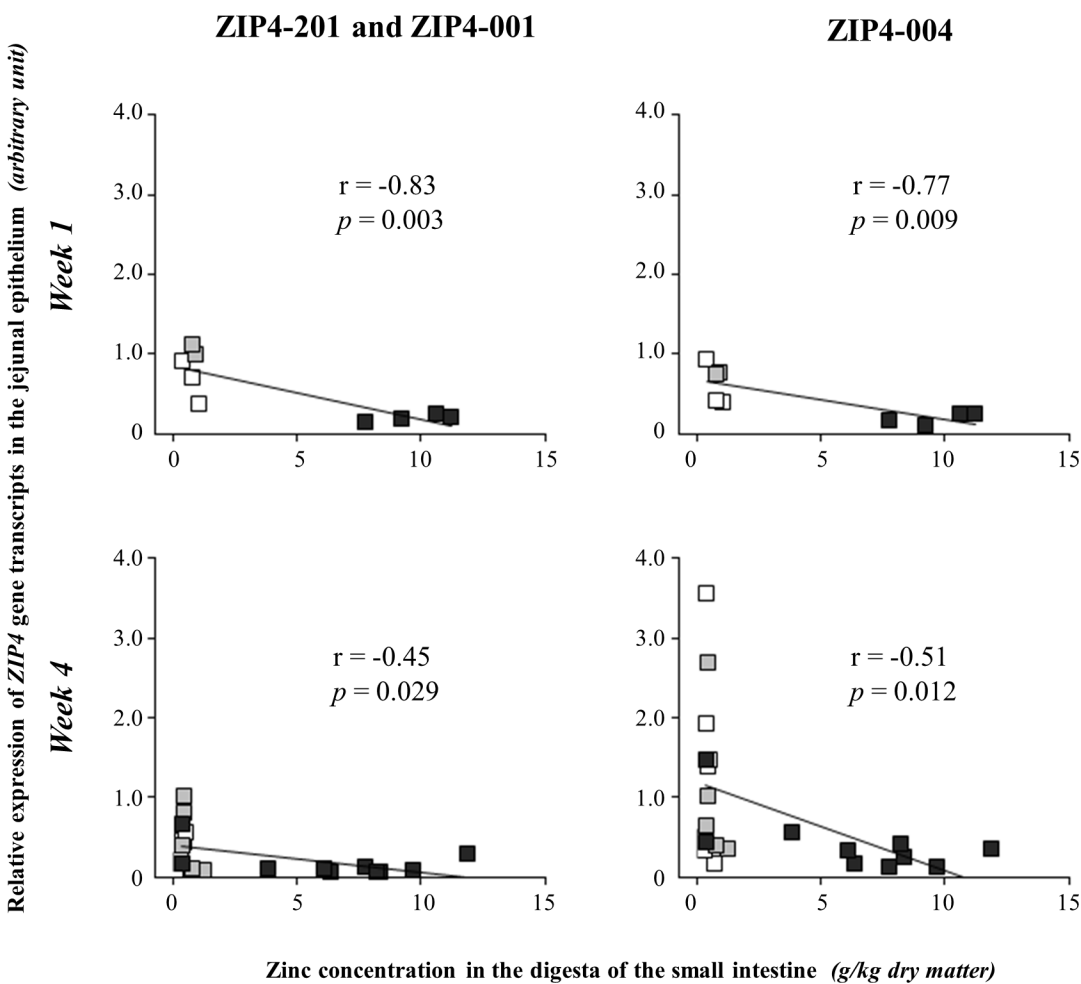 ZIP4-201 and ZIP4-001
ZIP4-004
Relative expression of ZIP4 gene transcripts in the jejunal epithelium (arbitrary unit)
Week 1
4.0
3.0
2.0
1.0
0
r = -0.83
p = 0.003
0 5 10 15
4.0
3.0
2.0
1.0
0
r = -0.77
p = 0.009
0 5 10 15
Week 4
4.0
3.0
2.0
1.0
0
r = -0.45
p = 0.029
0 5 10 15
4.0
3.0
2.0
1.0
0
r = -0.51
p = 0.012
0 5 10 15
Zinc concentration in the digesta of the small intestine (g/kg dry matter)